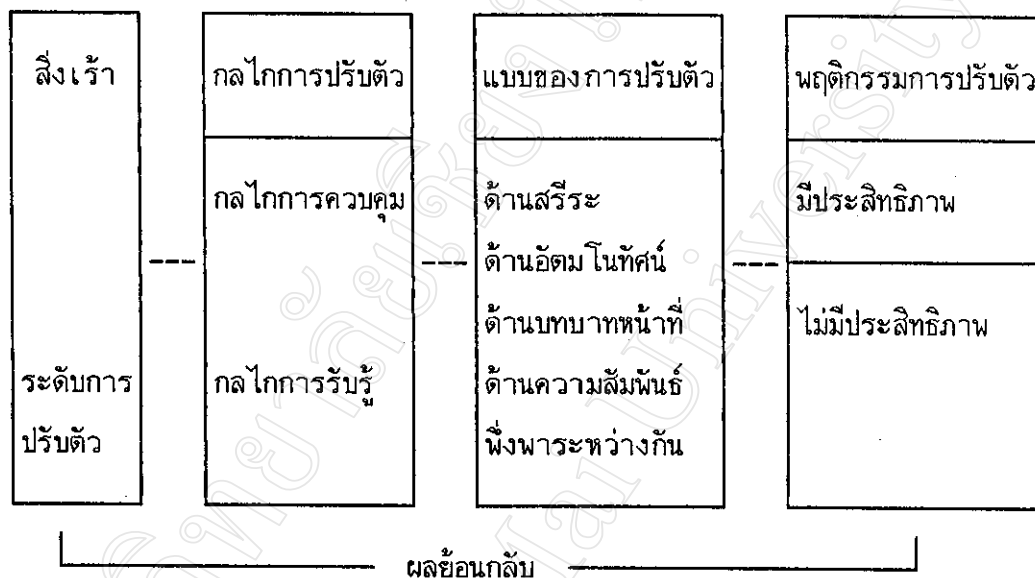 สิ่งเร้า
ระดับการ
ปรับตัว
กลไกการปรับตัว
กลไกการควบคุม
กลไกการรับรู้
แบบของการปรับตัว
ด้านสรีระ
ด้านอัตมโนทัศน์
ด้านบทบาทหน้าที่
ด้านความสัมพันธ์
พึ่งพาระหว่างกัน
พฤติกรรมการปรับตัว
มีประสิทธิภาพ
ไม่มีประสิทธิภาพ
ผลย้อนกลับ